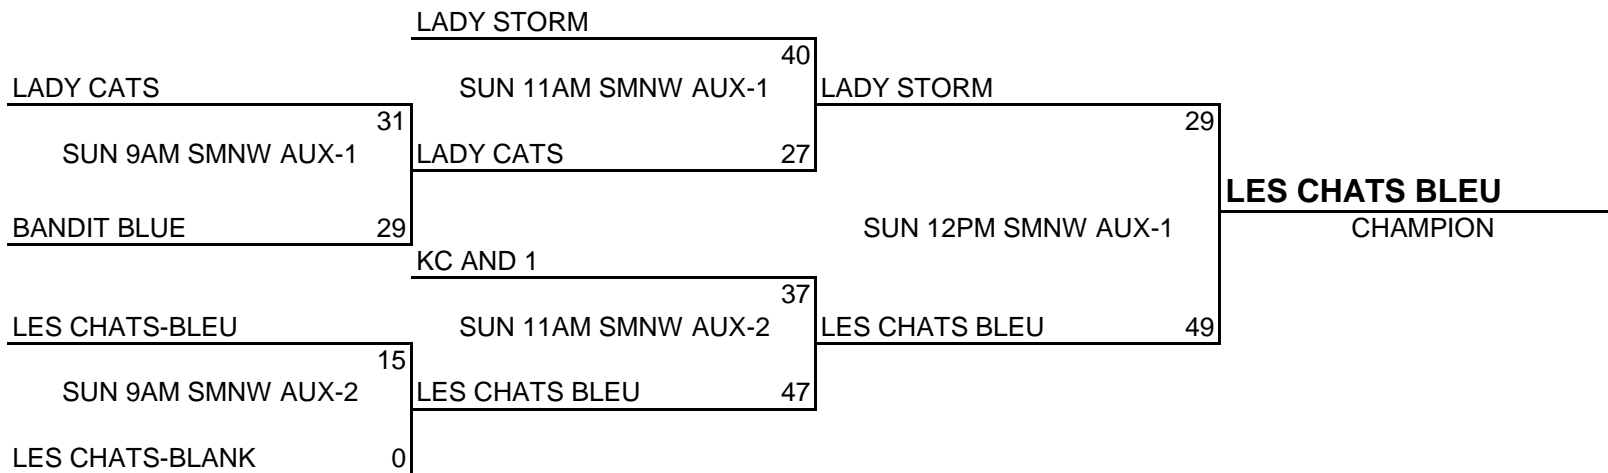 LADY STORM
40
LADY CATS
SUN 11AM SMNW AUX-1
LADY STORM
31
29
SUN 9AM SMNW AUX-1
LADY CATS 27
LES CHATS BLEU
BANDIT BLUE 29
SUN 12PM SMNW AUX-1
CHAMPION
KC AND 1
37
LES CHATS-BLEU
SUN 11AM SMNW AUX-2
LES CHATS BLEU 49
15
SUN 9AM SMNW AUX-2
LES CHATS BLEU 47
LES CHATS-BLANK 0